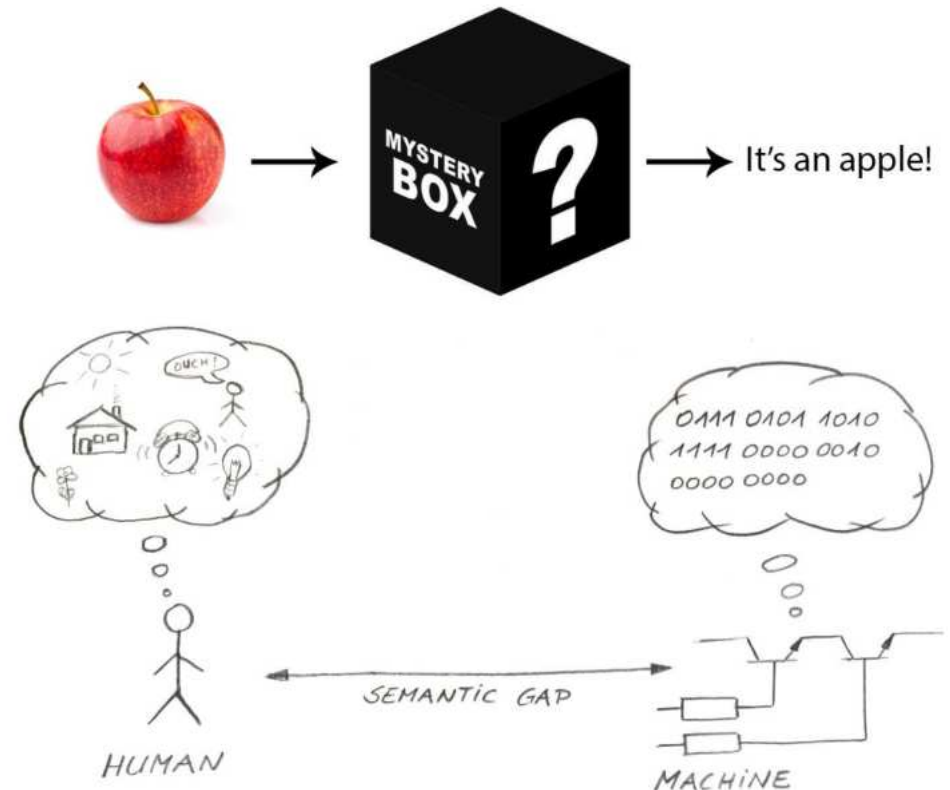 MYSTERY
BOX
?
It's an apple!
OUCH!
0111 0101 1010
1111 0000 0010
0000 0000
SEMANTIC GAP
HUMAN
MACHINE